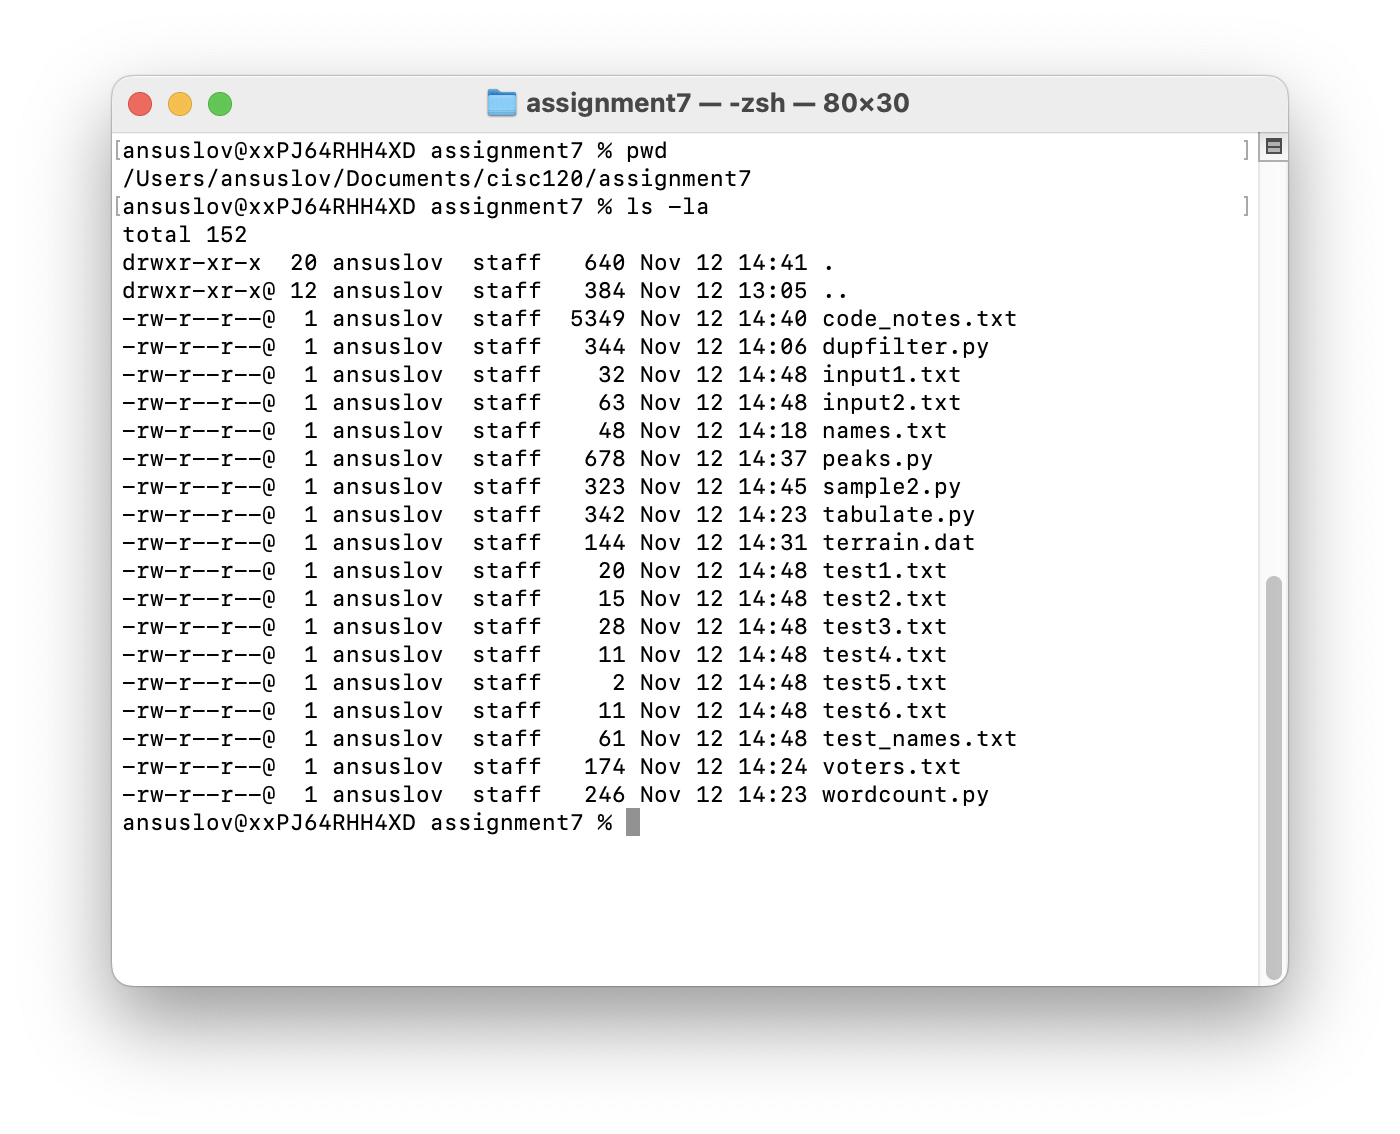 assignment7 — -zsh — 80×30
[ansuslov@xxPJ64RHH4XD assignment7 % pwd ]
/Users/ansuslov/Documents/cisc120/assignment7
[ansuslov@xxPJ64RHH4XD assignment7 % ls -la ]
total 152
drwxr-xr-x  20 ansuslov  staff   640 Nov 12 14:41 .
drwxr-xr-x@ 12 ansuslov  staff   384 Nov 12 13:05 ..
-rw-r--r--@  1 ansuslov  staff  5349 Nov 12 14:40 code_notes.txt
-rw-r--r--@  1 ansuslov  staff   344 Nov 12 14:06 dupfilter.py
-rw-r--r--@  1 ansuslov  staff    32 Nov 12 14:48 input1.txt
-rw-r--r--@  1 ansuslov  staff    63 Nov 12 14:48 input2.txt
-rw-r--r--@  1 ansuslov  staff    48 Nov 12 14:18 names.txt
-rw-r--r--@  1 ansuslov  staff   678 Nov 12 14:37 peaks.py
-rw-r--r--@  1 ansuslov  staff   323 Nov 12 14:45 sample2.py
-rw-r--r--@  1 ansuslov  staff   342 Nov 12 14:23 tabulate.py
-rw-r--r--@  1 ansuslov  staff   144 Nov 12 14:31 terrain.dat
-rw-r--r--@  1 ansuslov  staff    20 Nov 12 14:48 test1.txt
-rw-r--r--@  1 ansuslov  staff    15 Nov 12 14:48 test2.txt
-rw-r--r--@  1 ansuslov  staff    28 Nov 12 14:48 test3.txt
-rw-r--r--@  1 ansuslov  staff    11 Nov 12 14:48 test4.txt
-rw-r--r--@  1 ansuslov  staff     2 Nov 12 14:48 test5.txt
-rw-r--r--@  1 ansuslov  staff    11 Nov 12 14:48 test6.txt
-rw-r--r--@  1 ansuslov  staff    61 Nov 12 14:48 test_names.txt
-rw-r--r--@  1 ansuslov  staff   174 Nov 12 14:24 voters.txt
-rw-r--r--@  1 ansuslov  staff   246 Nov 12 14:23 wordcount.py
ansuslov@xxPJ64RHH4XD assignment7 %